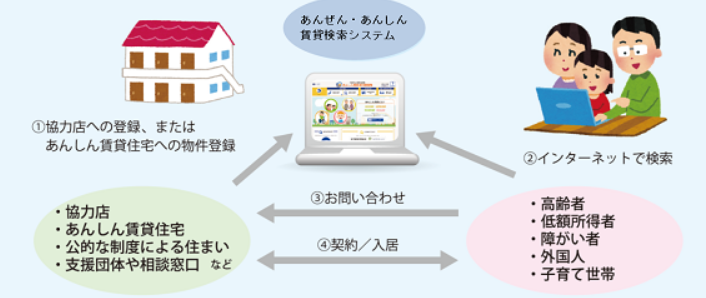 あんぜん・あんしん
賃貸検索システム
①協力店への登録、または
あんしん賃貸住宅への物件登録
②インターネットで検索
③お問い合わせ
・協力店
・あんしん賃貸住宅
・公的な制度による住まい
・支援団体や相談窓口 など
④契約／入居
・高齢者
・低額所得者
・障がい者
・外国人
・子育て世帯